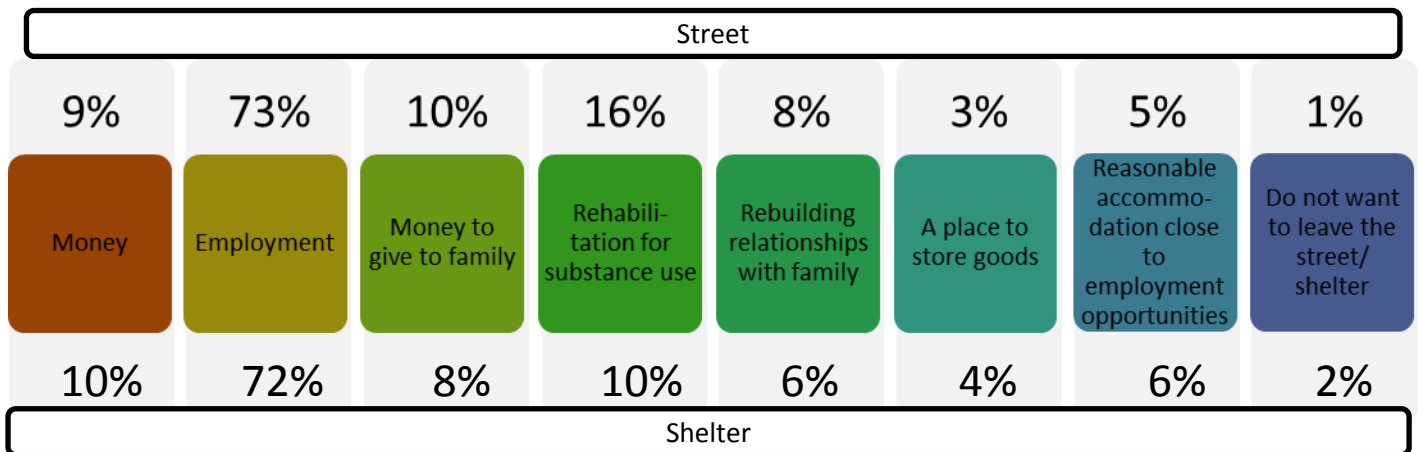 Street
9%
73%
10%
16%
8%
3%
5%
1%
Money
Employment
Money to
give to family
Rehabili-
tation for
substance use
Rebuilding
relationships
with family
A place to
store goods
Reasonable
accommo-
dation close
to
employment
opportunities
Do not want
to leave the
street/
shelter
10%
72%
8%
10%
6%
4%
6%
2%
Shelter